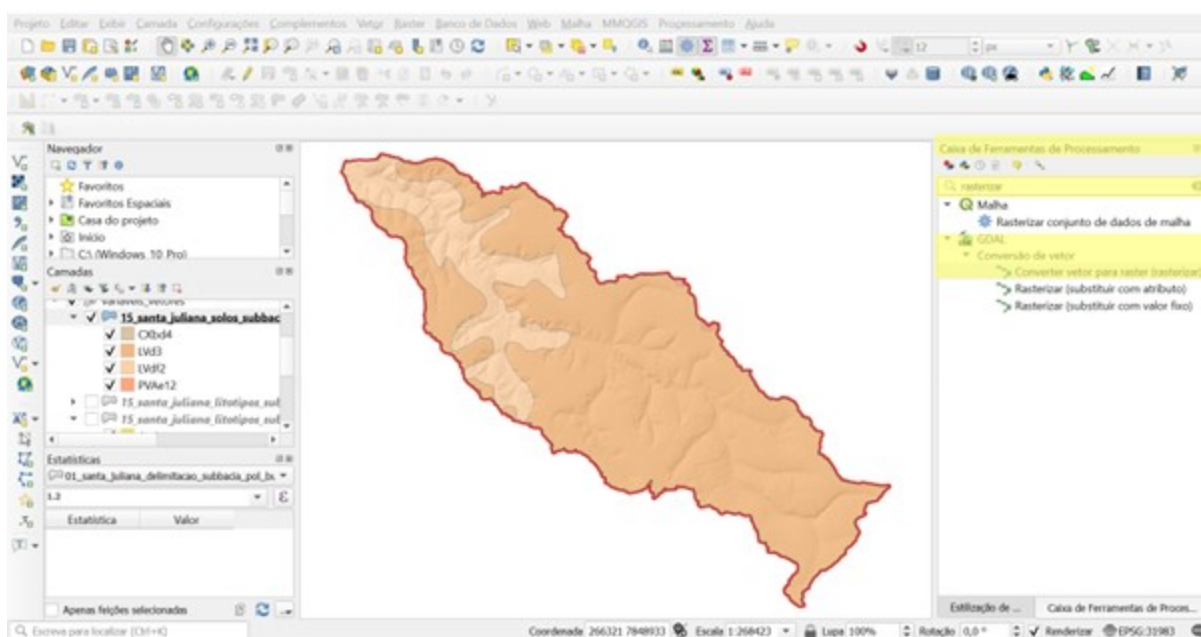 Projeto Editar Exibir Camada Configurações Complementos Vetor Raster Banco de Dados Web Malha MMQGIS Processamento Ajuda
12 px
Navegador
Favoritos
Favoritos Espaciais
Casa do projeto
Início
C:\ (Windows 10 Pro)
Camadas
Variáveis_Vetores
15_santa_juliana_solos_subbac
CXbd4
LVd3
LVdf2
PVAe12
15_santa_juliana_litotipos_sub
15_santa_juliana_litotipos_sub
Estatísticas
01_santa_juliana_delimitacao_subbacia_pol_bu
1.2
Estatística Valor
Apenas feições selecionadas
Caixa de Ferramentas de Processamento
rasterizar
Malha
Rasterizar conjunto de dados de malha
GDAL
Conversão de vetor
Converter vetor para raster (rasterizar)
Rasterizar (substituir com atributo)
Rasterizar (substituir com valor fixo)
Estilização de ... Caixa de Ferramentas de Proces...
Escreva para localizar (Ctrl+K) Coordenada 266321 7848933 Escala 1:268423 Lupa 100% Rotação 0,0 ° Renderizar EPSG:31983